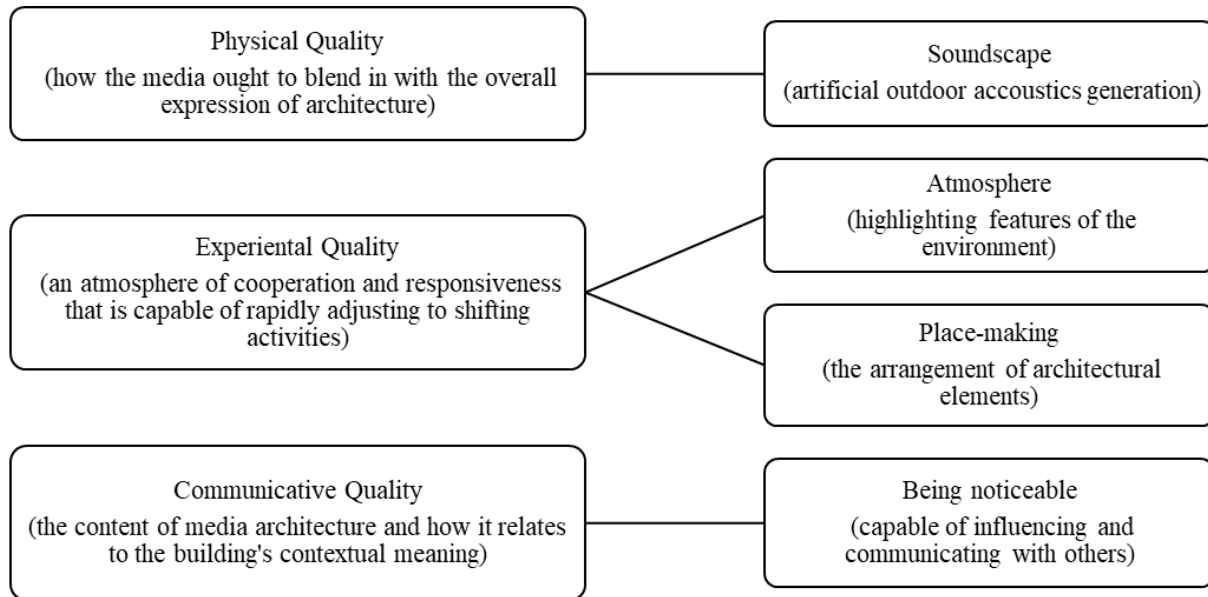 Physical Quality
(how the media ought to blend in with the overall
expression of architecture)
Soundscape
(artificial outdoor accoustics generation)
Experiental Quality
(an atmosphere of cooperation and responsiveness
that is capable of rapidly adjusting to shifting
activities)
Atmosphere
(highlighting features of the
environment)
Place-making
(the arrangement of architectural
elements)
Communicative Quality
(the content of media architecture and how it relates
to the building's contextual meaning)
Being noticeable
(capable of influencing and
communicating with others)